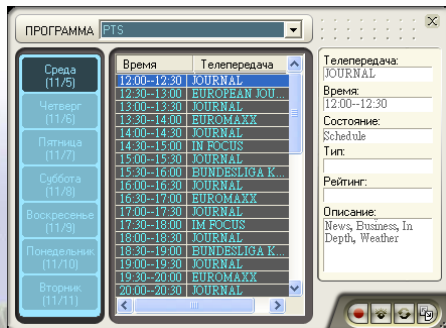 ПРОГРАММА PTS
Среда
(11/5)
Четверг
(11/6)
Пятница
(11/7)
Суббота
(11/8)
Воскресенье
(11/9)
Понедельник
(11/10)
Вторник
(11/11)
Время Телепередача
12:00--12:30 JOURNAL
12:30--13:00 EUROPEAN JOU...
13:00--13:30 JOURNAL
13:30--14:00 EUROMAXX
14:00--14:30 JOURNAL
14:30--15:00 IN FOCUS
15:00--15:30 JOURNAL
15:30--16:00 BUNDESLIGA K...
16:00--16:30 JOURNAL
16:30--17:00 EUROMAXX
17:00--17:30 JOURNAL
17:30--18:00 IM FOCUS
18:00--18:30 JOURNAL
18:30--19:00 BUNDESLIGA K...
19:00--19:30 JOURNAL
19:30--20:00 EUROMAXX
20:00--20:30 JOURNAL
Телепередача:
JOURNAL
Время:
12:00--12:30
Состояние:
Schedule
Тип:
Рейтинг:
Описание:
News, Business, In
Depth, Weather